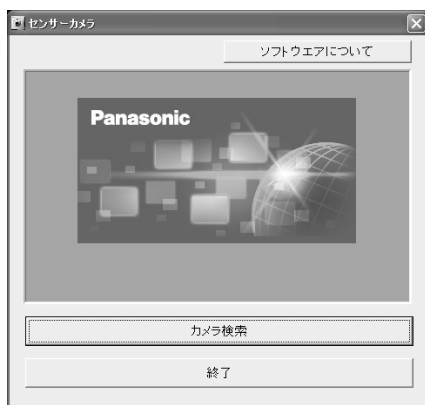 センサーカメラ
ソフトウエアについて
Panasonic
カメラ検索
終了